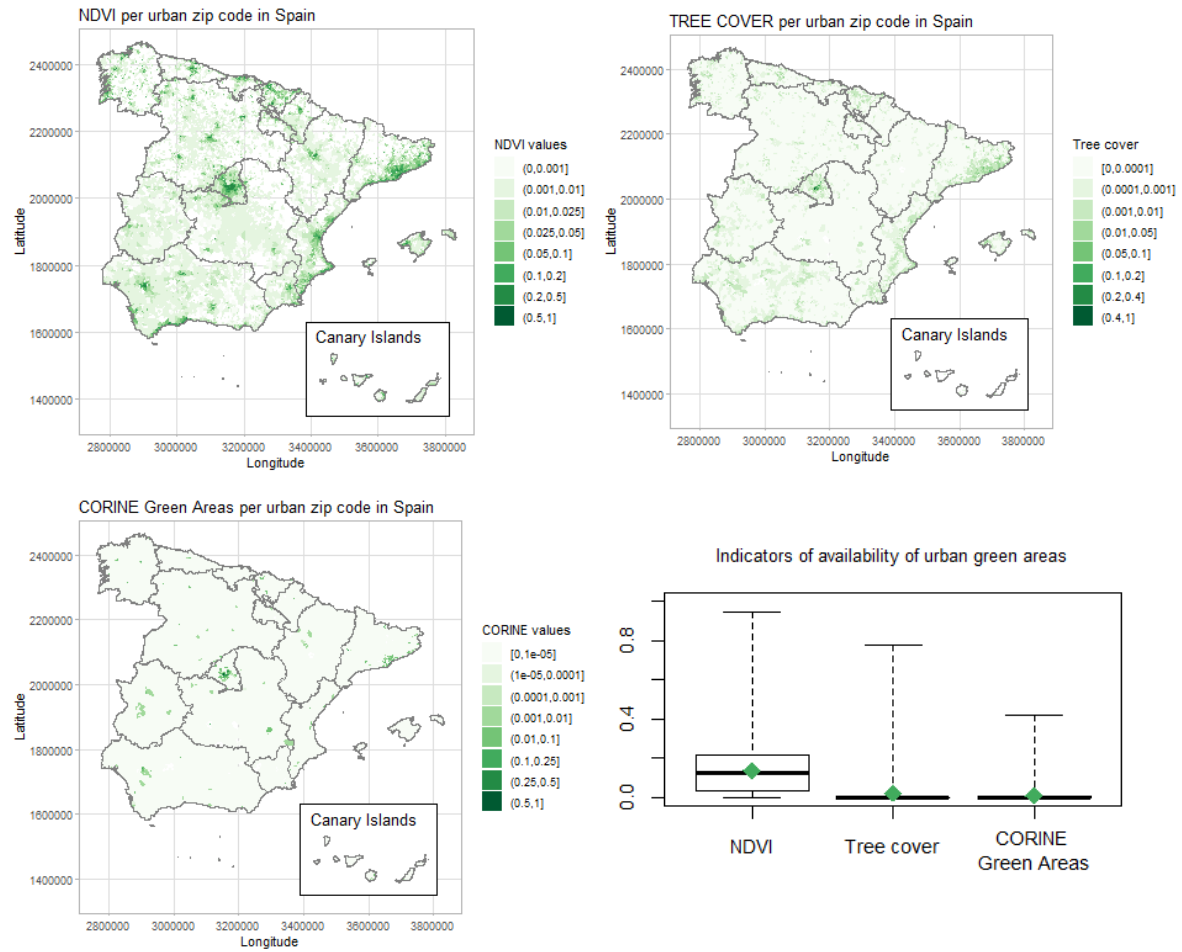 NDVI per urban zip code in Spain
2400000
2200000
2000000
1800000
1600000
1400000
Latitude
2800000 3000000 3200000 3400000 3600000 3800000
Longitude
Canary Islands
NDVI values
(0,0.001]
(0.001,0.01]
(0.01,0.025]
(0.025,0.05]
(0.05,0.1]
(0.1,0.2]
(0.2,0.5]
(0.5,1]
TREE COVER per urban zip code in Spain
2400000
2200000
2000000
1800000
1600000
1400000
Latitude
2800000 3000000 3200000 3400000 3600000 3800000
Longitude
Canary Islands
Tree cover
[0,0.0001]
(0.0001,0.001]
(0.001,0.01]
(0.01,0.05]
(0.05,0.1]
(0.1,0.2]
(0.2,0.4]
(0.4,1]
CORINE Green Areas per urban zip code in Spain
2400000
2200000
2000000
1800000
1600000
1400000
Latitude
2800000 3000000 3200000 3400000 3600000 3800000
Longitude
Canary Islands
CORINE values
[0,1e-05]
(1e-05,0.0001]
(0.0001,0.001]
(0.001,0.01]
(0.01,0.1]
(0.1,0.25]
(0.25,0.5]
(0.5,1]
Indicators of availability of urban green areas
0.8
0.4
0.0
NDVI
Tree cover
CORINE
Green Areas